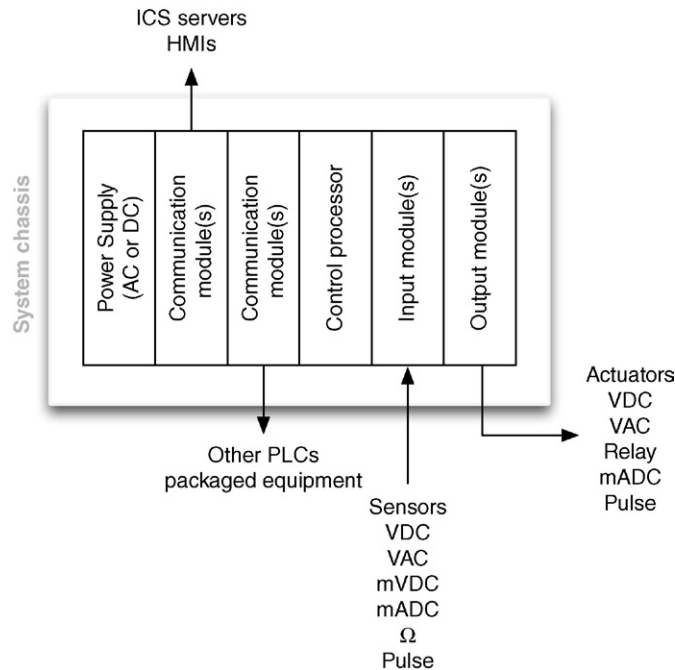 ICS servers
HMIs
System chassis
Power Supply
(AC or DC)
Communication
module(s)
Communication
module(s)
Control processor
Input module(s)
Output module(s)
Other PLCs
packaged equipment
Sensors
VDC
VAC
mVDC
mADC
Ω
Pulse
Actuators
VDC
VAC
Relay
mADC
Pulse